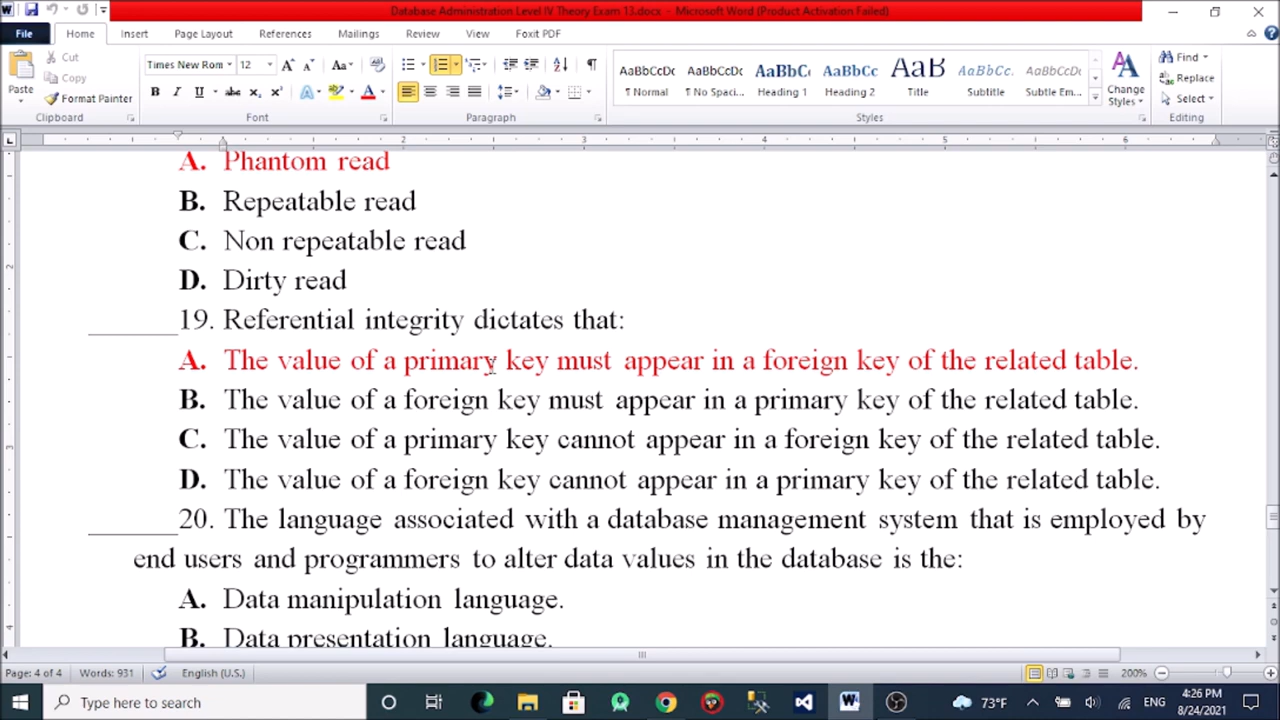 Database Administration Level IV Theory Exam 13.docx - Microsoft Word (Product Activation Failed)
File Home Insert Page Layout References Mailings Review View Foxit PDF
Paste
Cut
Copy
Format Painter
Clipboard
Times New Rom 12
Font
Paragraph
AaBbCcDc AaBbCcDc AaBbC AaBbCc AaB AaBbCcL AaBbCcDc
¶ Normal ¶ No Spaci... Heading 1 Heading 2 Title Subtitle Subtle Em...
Styles
Change Styles
Find
Replace
Select
Editing
2 3 4 5 6
A. Phantom read
B. Repeatable read
C. Non repeatable read
D. Dirty read
19. Referential integrity dictates that:
A. The value of a primary key must appear in a foreign key of the related table.
B. The value of a foreign key must appear in a primary key of the related table.
C. The value of a primary key cannot appear in a foreign key of the related table.
D. The value of a foreign key cannot appear in a primary key of the related table.
20. The language associated with a database management system that is employed by
end users and programmers to alter data values in the database is the:
A. Data manipulation language.
B. Data presentation language.
Page: 4 of 4 Words: 931 English (U.S.) 200%
Type here to search
73°F ENG
4:26 PM
8/24/2021